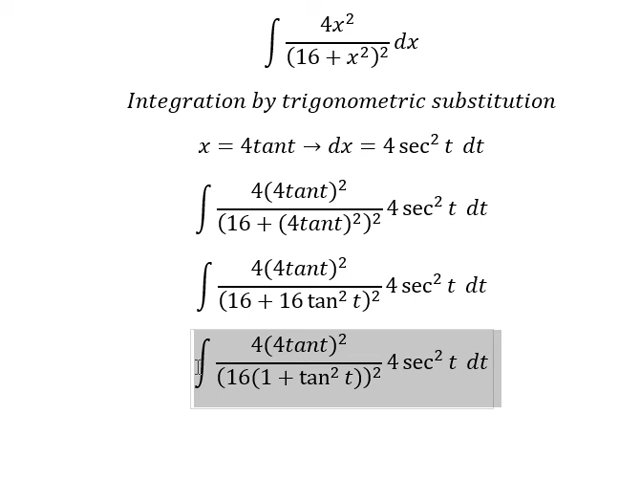 ∫ 4x² / (16 + x²)² dx
Integration by trigonometric substitution
x = 4tant → dx = 4 sec² t dt
∫ 4(4tant)² / (16 + (4tant)²)² 4 sec² t dt
∫ 4(4tant)² / (16 + 16 tan² t)² 4 sec² t dt
∫ 4(4tant)² / (16(1 + tan² t))² 4 sec² t dt